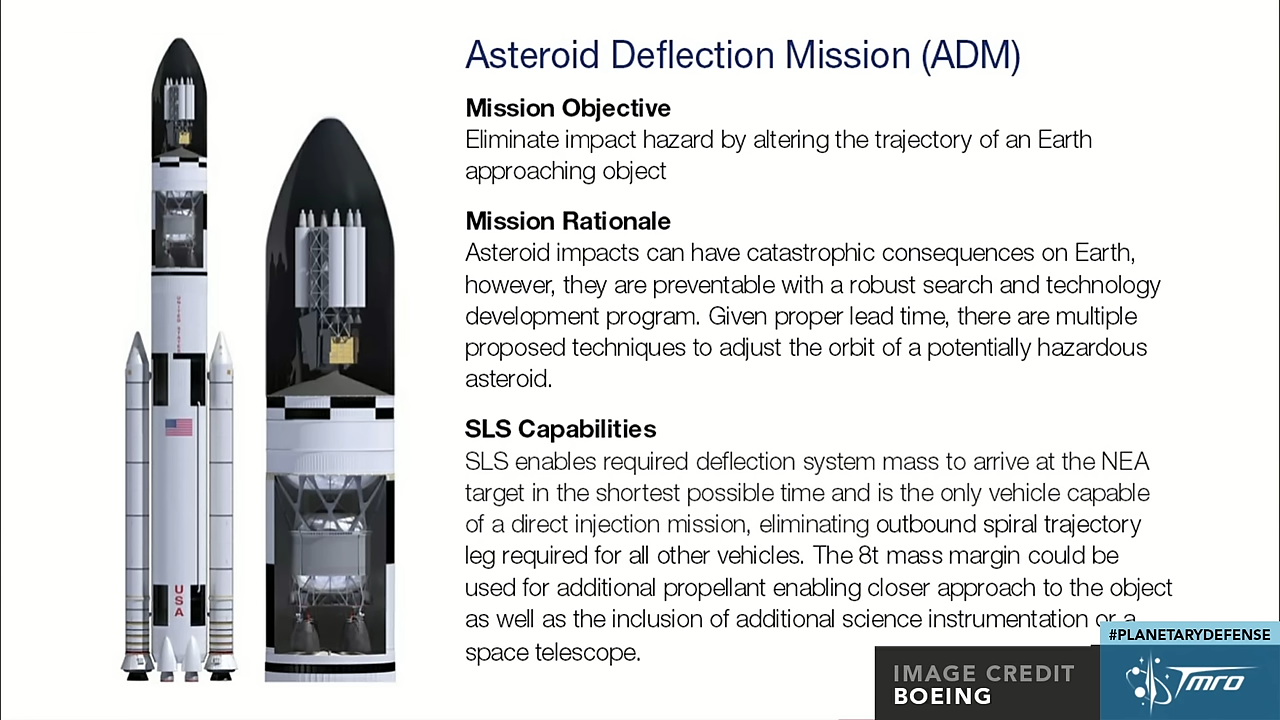 Asteroid Deflection Mission (ADM)
Mission Objective
Eliminate impact hazard by altering the trajectory of an Earth
approaching object
Mission Rationale
Asteroid impacts can have catastrophic consequences on Earth,
however, they are preventable with a robust search and technology
development program. Given proper lead time, there are multiple
proposed techniques to adjust the orbit of a potentially hazardous
asteroid.
SLS Capabilities
SLS enables required deflection system mass to arrive at the NEA
target in the shortest possible time and is the only vehicle capable
of a direct injection mission, eliminating outbound spiral trajectory
leg required for all other vehicles. The 8t mass margin could be
used for additional propellant enabling closer approach to the object
as well as the inclusion of additional science instrumentation or a
space telescope.
UNITED STATES
USA
#PLANETARYDEFENSE
IMAGE CREDIT
BOEING
TMRO